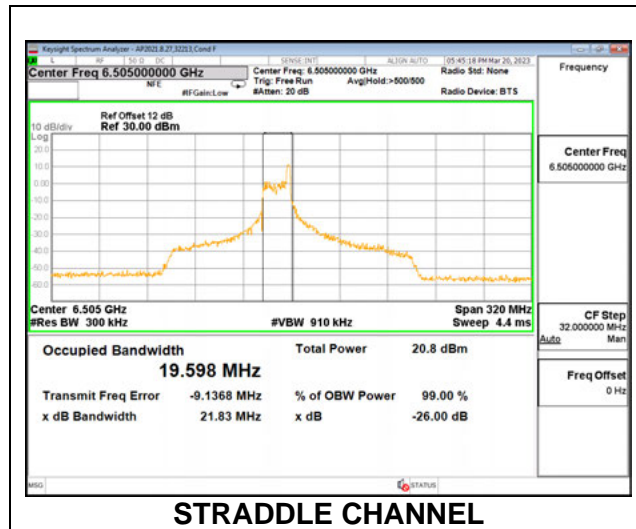 Keysight Spectrum Analyzer - AP2021.8.27,32213,Cond F
L RF 50 Ω DC SENSE:INT ALIGN AUTO 05:45:18 PM Mar 20, 2023
Center Freq 6.505000000 GHz
NFE
#IFGain:Low
Center Freq: 6.505000000 GHz
Trig: Free Run Avg|Hold:>500/500
#Atten: 20 dB
Radio Std: None
Radio Device: BTS
Frequency
Ref Offset 12 dB
10 dB/div Ref 30.00 dBm
Log
20.0
10.0
0.00
-10.0
-20.0
-30.0
-40.0
-50.0
-60.0
Center Freq
6.505000000 GHz
Center 6.505 GHz Span 320 MHz
#Res BW 300 kHz #VBW 910 kHz Sweep 4.4 ms
CF Step
32.000000 MHz
Auto Man
Occupied Bandwidth Total Power 20.8 dBm
19.598 MHz
Transmit Freq Error -9.1368 MHz % of OBW Power 99.00 %
x dB Bandwidth 21.83 MHz x dB -26.00 dB
Freq Offset
0 Hz
MSG STATUS
STRADDLE CHANNEL